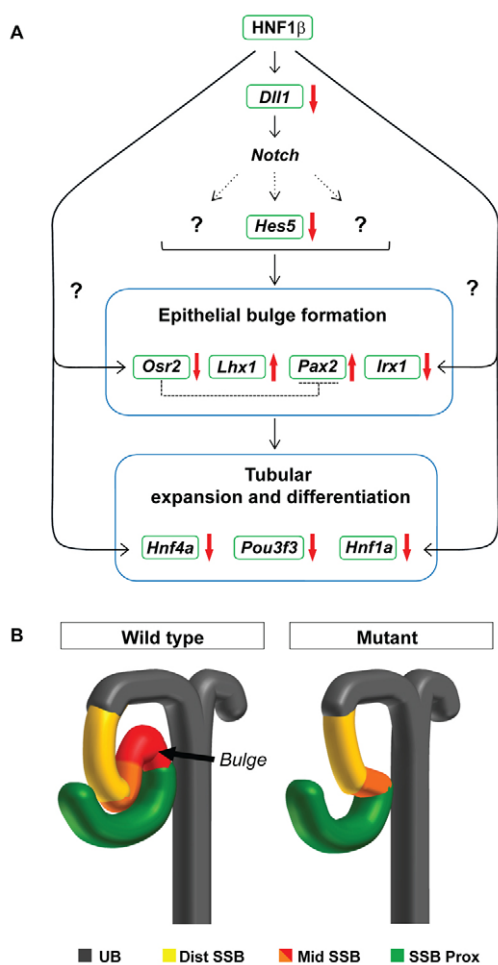 A
HNF1β
Dll1
Notch
? Hes5 ?
? ?
Epithelial bulge formation
Osr2 Lhx1 Pax2 Irx1
Tubular
expansion and differentiation
Hnf4a Pou3f3 Hnf1a
B
Wild type Mutant
Bulge
UB Dist SSB Mid SSB SSB Prox